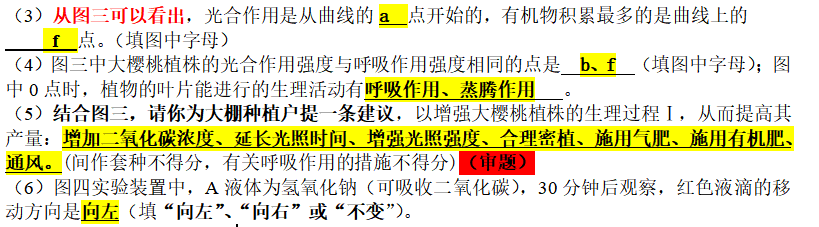 （3）从图三可以看出，光合作用是从曲线的 a 点开始的，有机物积累最多的是曲线上的
f 点。（填图中字母）
（4）图三中大樱桃植株的光合作用强度与呼吸作用强度相同的点是 b、f （填图中字母）；图
中 0 点时，植物的叶片能进行的生理活动有呼吸作用、蒸腾作用 。
（5）结合图三，请你为大棚种植户提一条建议，以增强大樱桃植株的生理过程Ⅰ，从而提高其
产量：增加二氧化碳浓度、延长光照时间、增强光照强度、合理密植、施用气肥、施用有机肥、
通风。(间作套种不得分，有关呼吸作用的措施不得分)（审题）
（6）图四实验装置中，A 液体为氢氧化钠（可吸收二氧化碳），30 分钟后观察，红色液滴的移
动方向是向左（填“向左”、“向右”或“不变”）。